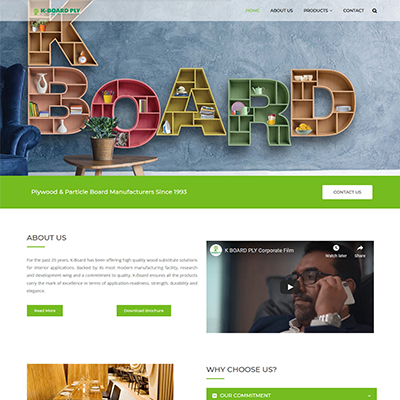 K-BOARD PLY
HOME ABOUT US PRODUCTS CONTACT
K
BOARD
Plywood & Particle Board Manufacturers Since 1993
CONTACT US
ABOUT US
For the past 25 years, K-Board has been offering high quality wood substitute solutions
for interior applications. Backed by its most modern manufacturing facility, research
and development wing and a commitment to quality, K-Board ensures all the products
carry the mark of excellence in terms of application-readiness, strength, durability and
elegance.
Read More
Download Brochure
K BOARD PLY Corporate Film
Watch later
Share
WHY CHOOSE US?
OUR COMMITMENT